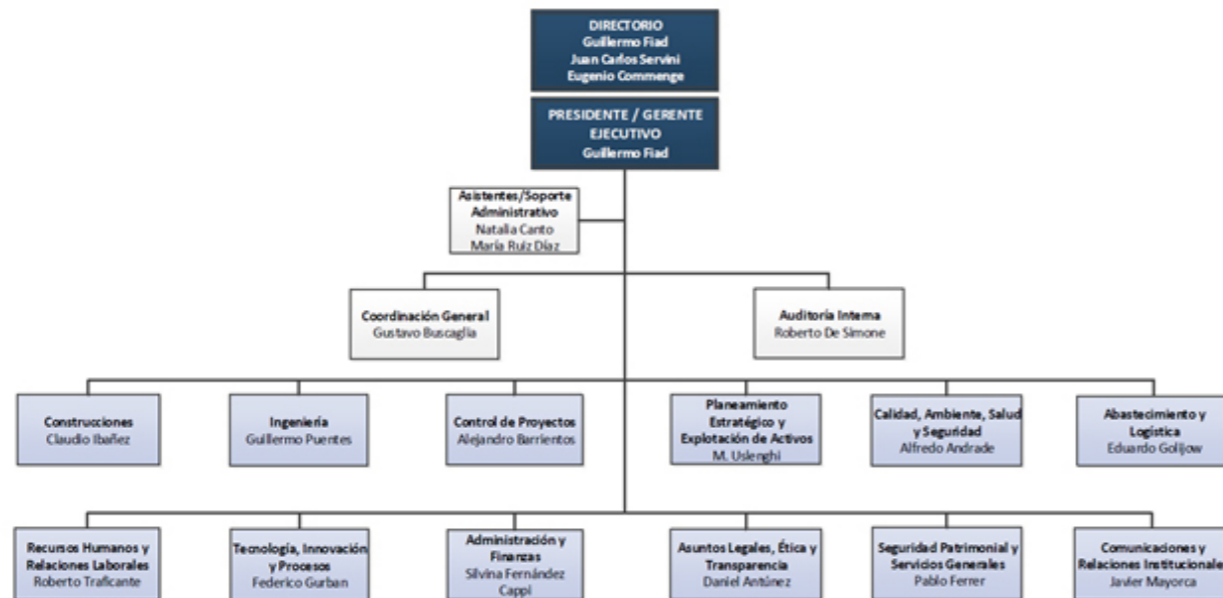 DIRECTORIO
Guillermo Fiad
Juan Carlos Servini
Eugenio Commenge
PRESIDENTE / GERENTE
EJECUTIVO
Guillermo Fiad
Asistentes/Soporte
Administrativo
Natalia Canto
María Ruiz Díaz
Coordinación General
Gustavo Buscaglia
Auditoría Interna
Roberto De Simone
Construcciones
Claudio Ibañez
Ingeniería
Guillermo Puentes
Control de Proyectos
Alejandro Barrientos
Planeamiento
Estratégico y
Explotación de Activos
M. Uslenghi
Calidad, Ambiente, Salud
y Seguridad
Alfredo Andrade
Abastecimiento y
Logística
Eduardo Golijow
Recursos Humanos y
Relaciones Laborales
Roberto Traficante
Tecnología, Innovación
y Procesos
Federico Gurban
Administración y
Finanzas
Silvina Fernández
Cappi
Asuntos Legales, Ética y
Transparencia
Daniel Antúnez
Seguridad Patrimonial y
Servicios Generales
Pablo Ferrer
Comunicaciones y
Relaciones Institucionales
Javier Mayorca